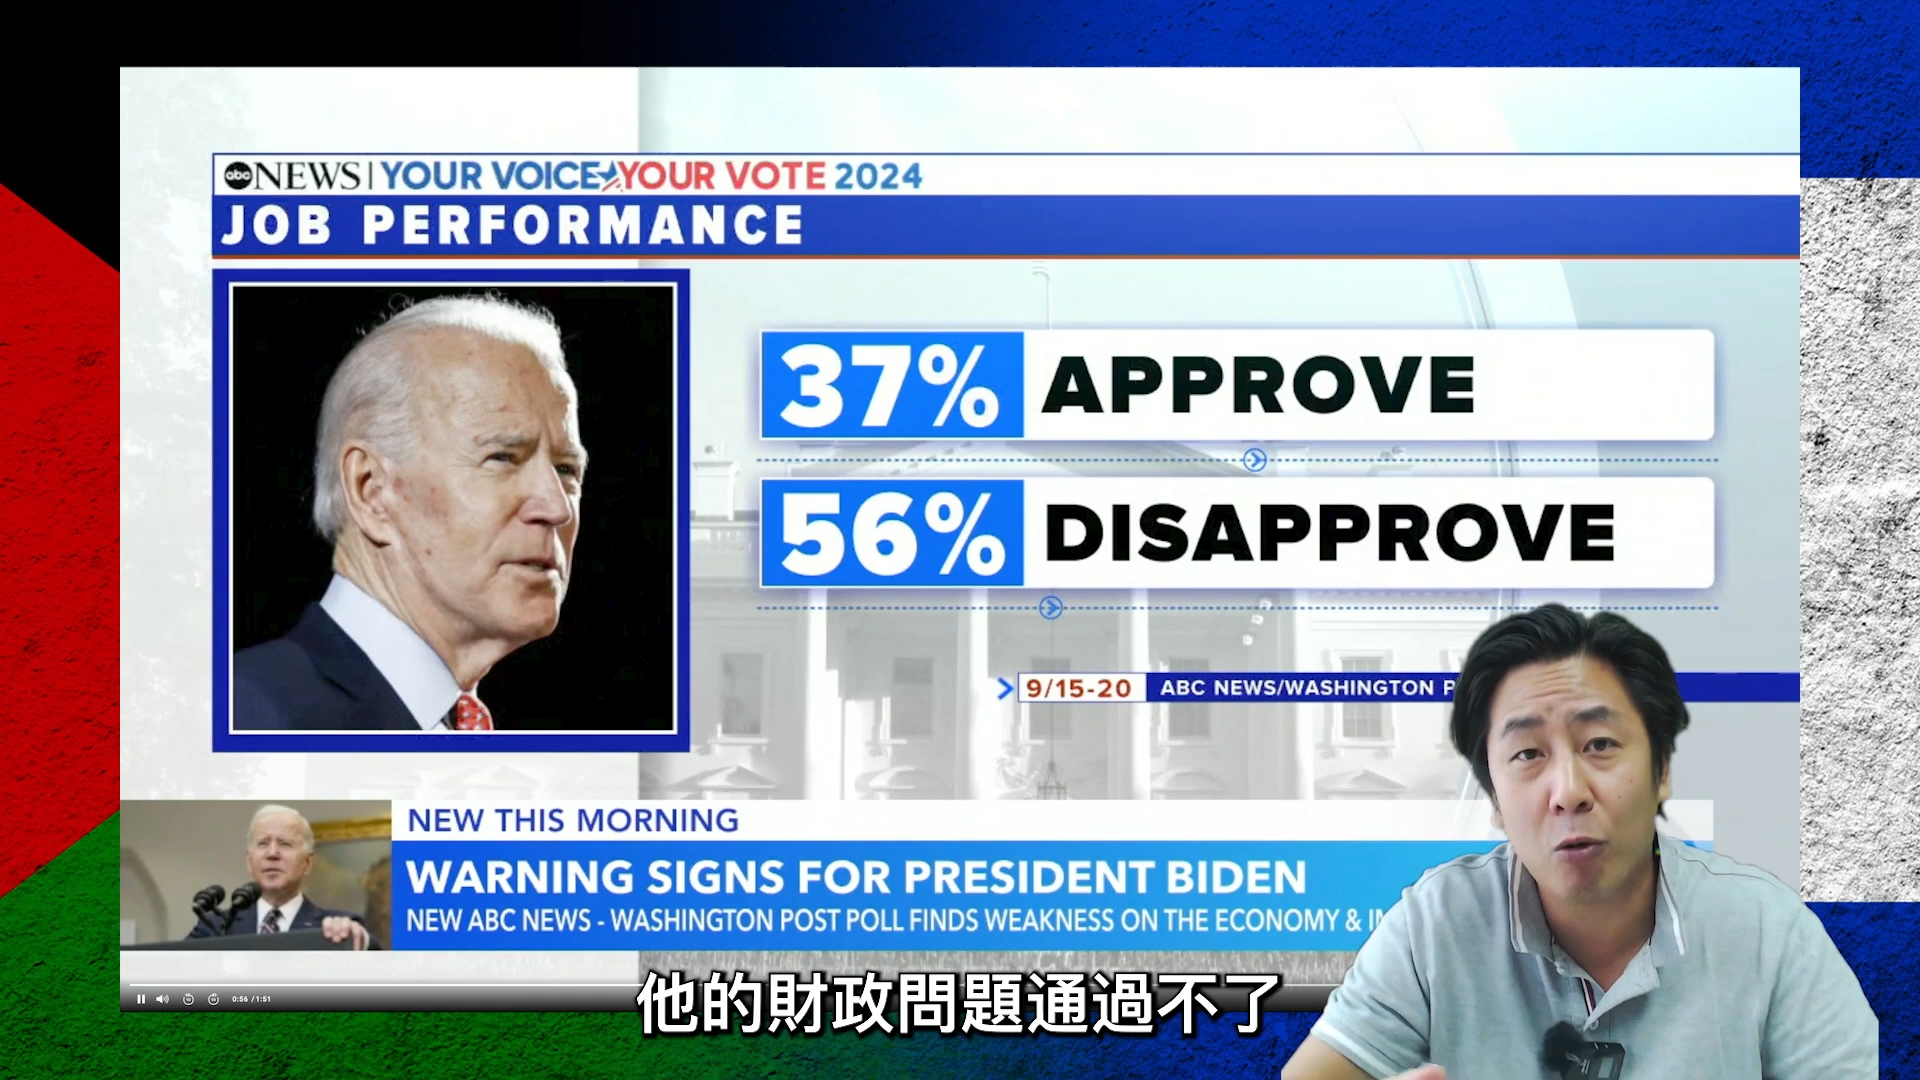 abc NEWS | YOUR VOICE YOUR VOTE 2024
JOB PERFORMANCE
37% APPROVE
56% DISAPPROVE
9/15-20 ABC NEWS/WASHINGTON
NEW THIS MORNING
WARNING SIGNS FOR PRESIDENT BIDEN
NEW ABC NEWS - WASHINGTON POST POLL FINDS WEAKNESS ON THE ECONOMY &
0:56 / 1:51
他的財政問題通過不了